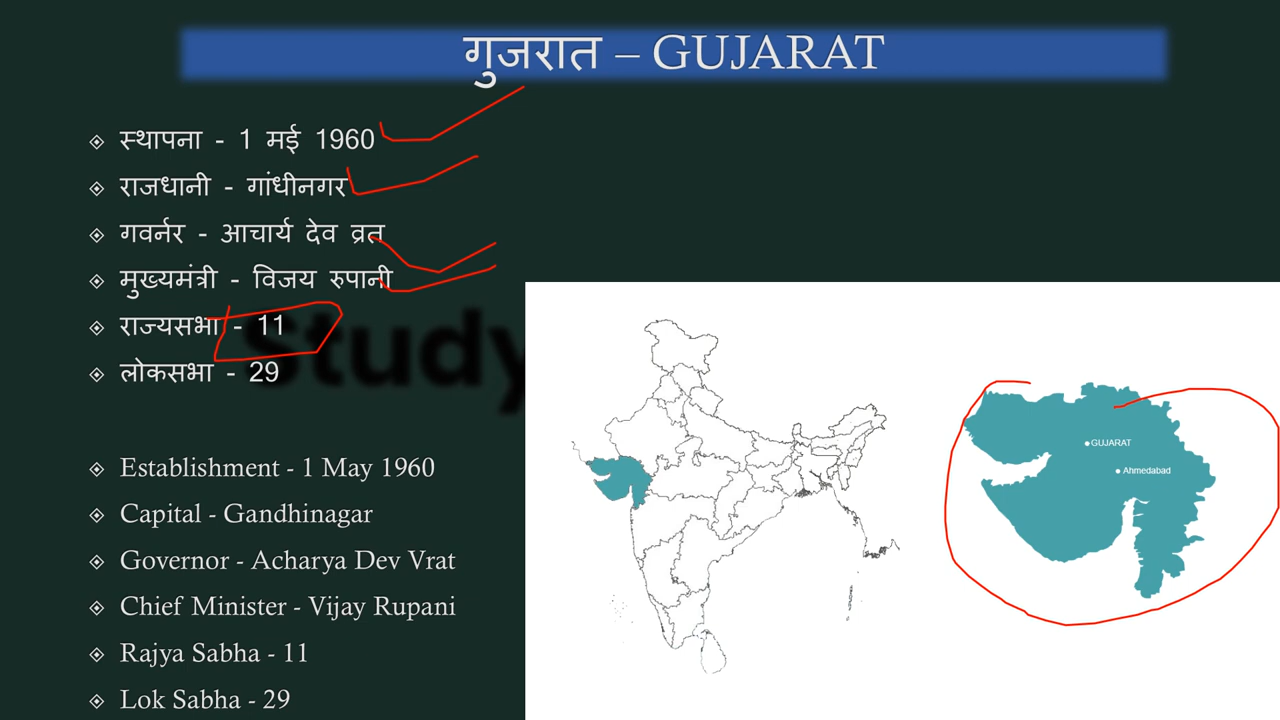 गुजरात – GUJARAT
स्थापना - 1 मई 1960
राजधानी - गांधीनगर
गवर्नर - आचार्य देव व्रत
मुख्यमंत्री - विजय रुपानी
राज्यसभा - 11
लोकसभा - 29
Study
Establishment - 1 May 1960
Capital - Gandhinagar
Governor - Acharya Dev Vrat
Chief Minister - Vijay Rupani
Rajya Sabha - 11
Lok Sabha - 29
GUJARAT
Ahmedabad